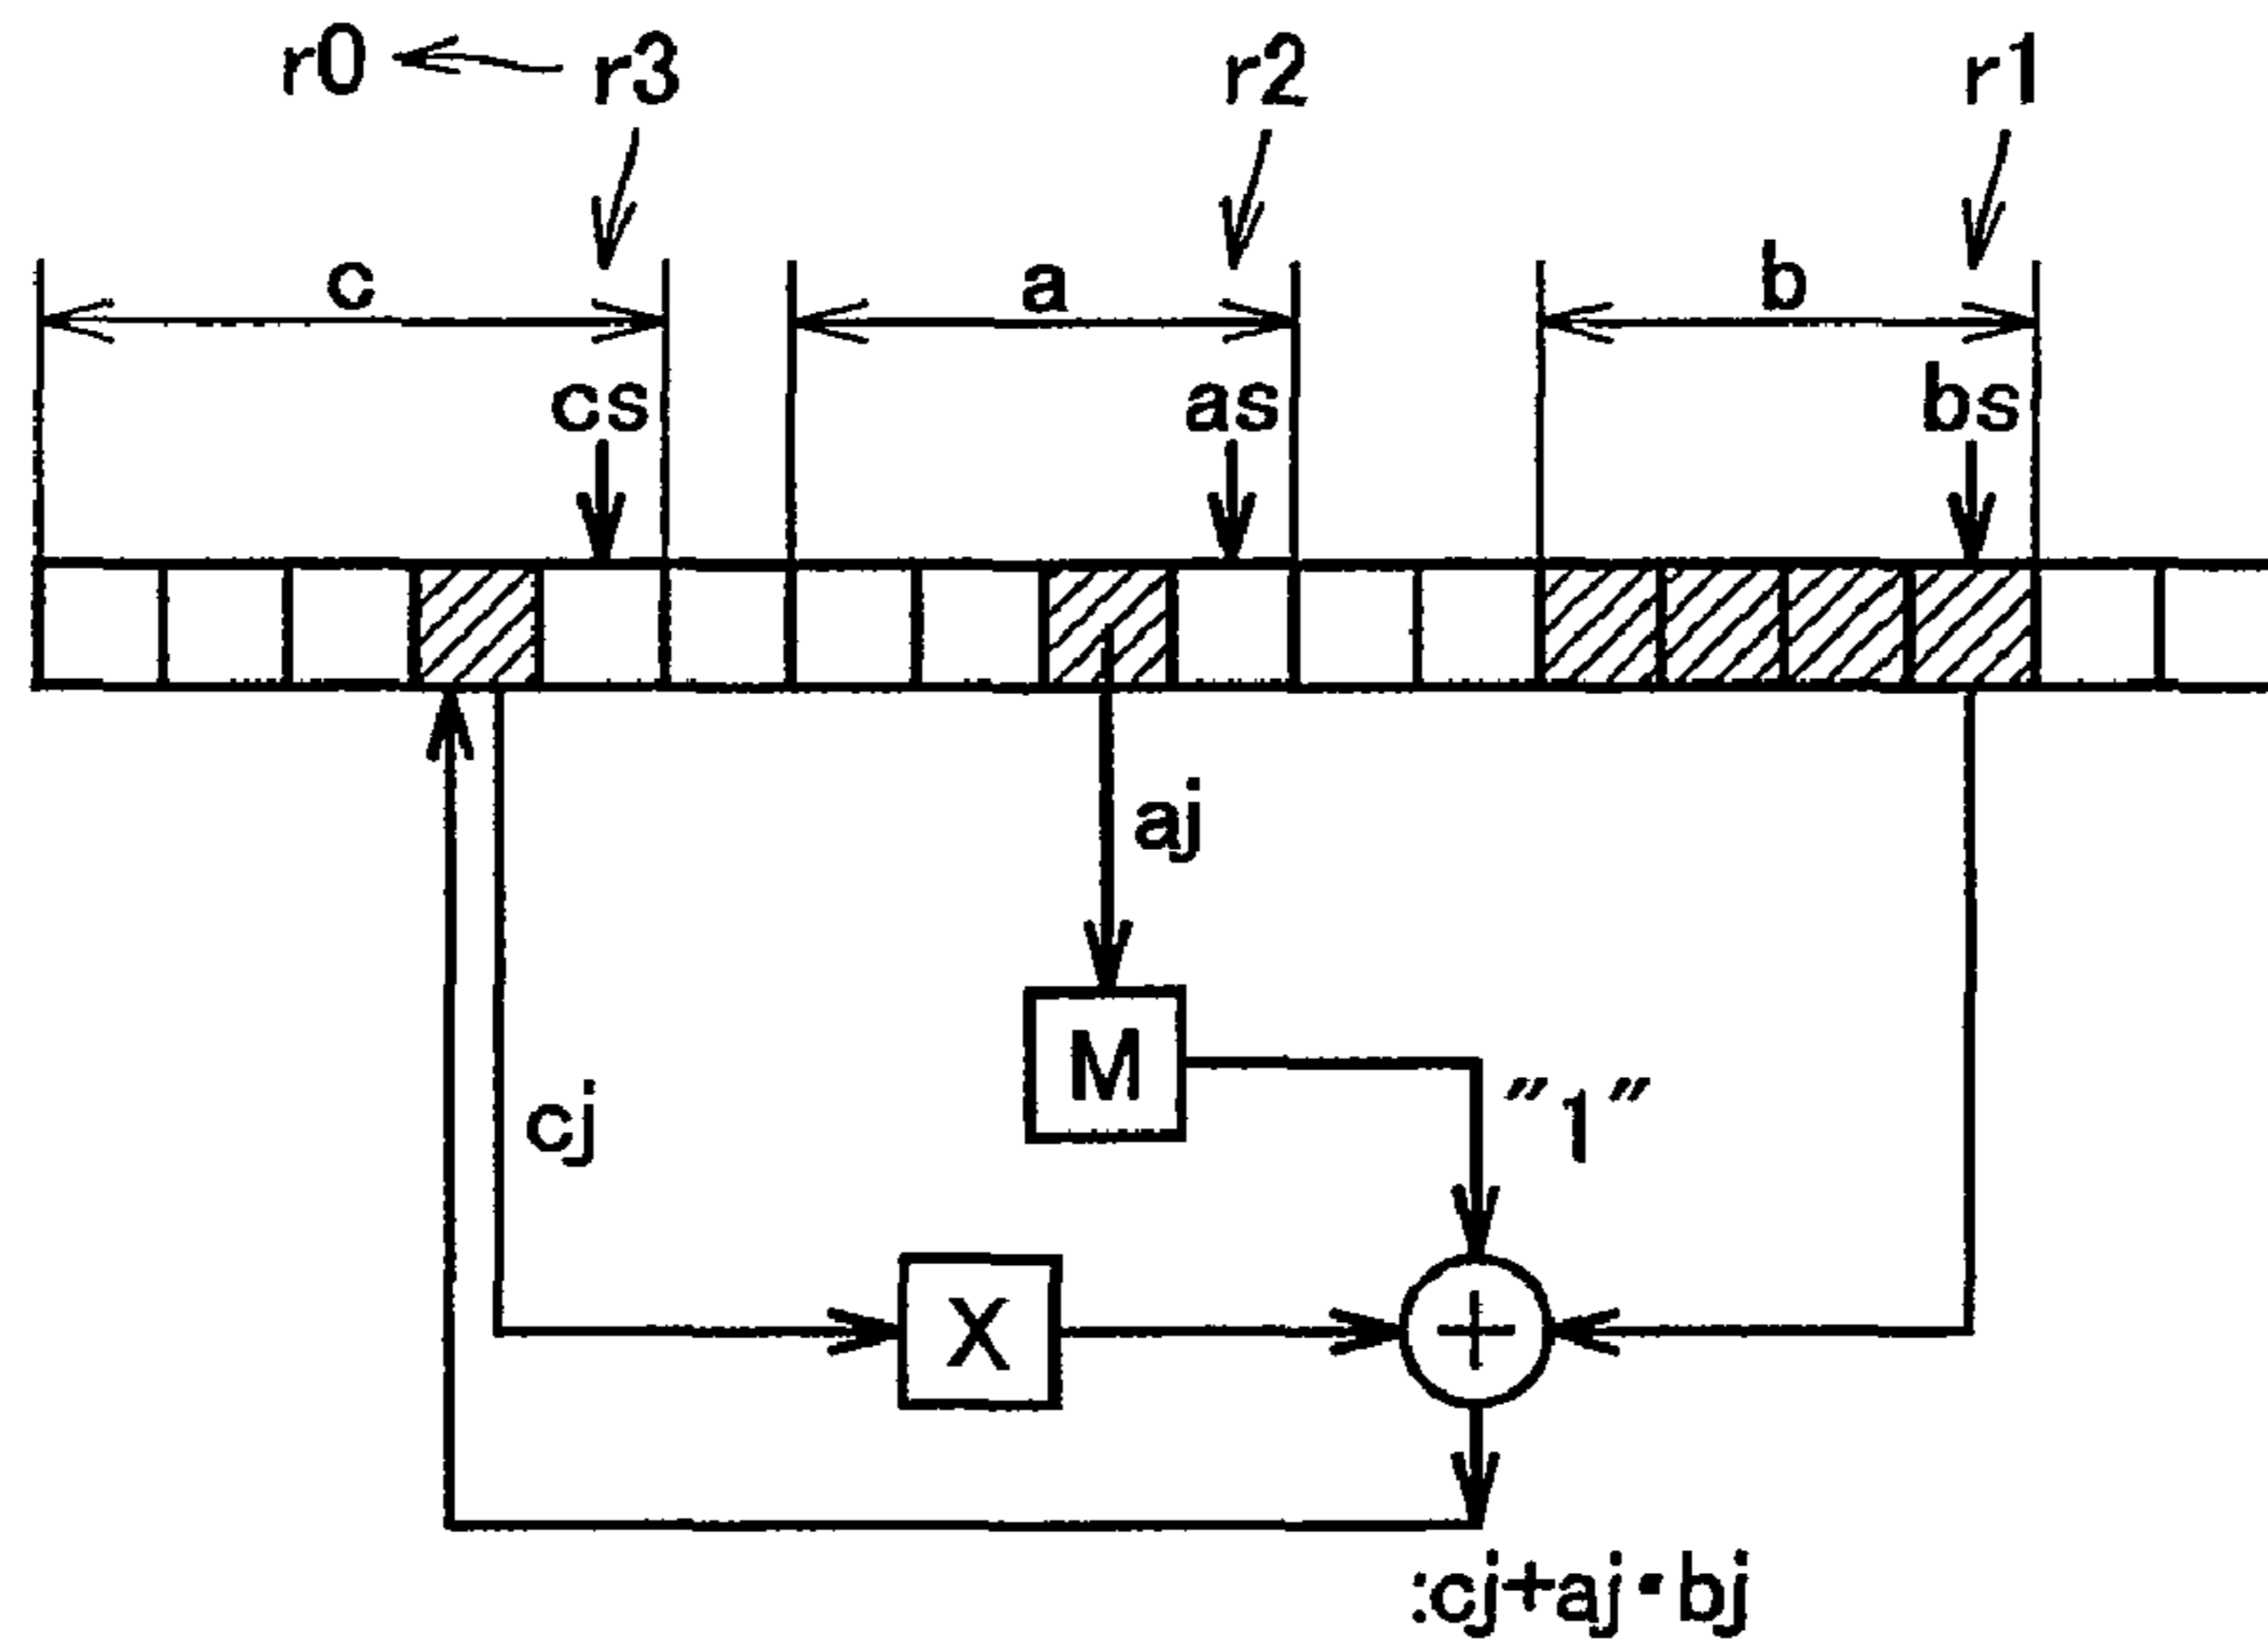 r0 r3 r2 r1
c a b
cs as bs
aj
M
cj "1"
X +
:cj+aj·bj